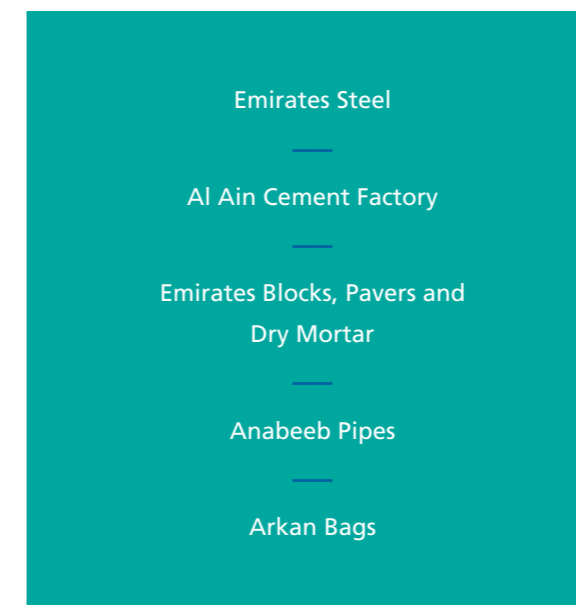 Emirates Steel
Al Ain Cement Factory
Emirates Blocks, Pavers and
Dry Mortar
Anabeeb Pipes
Arkan Bags